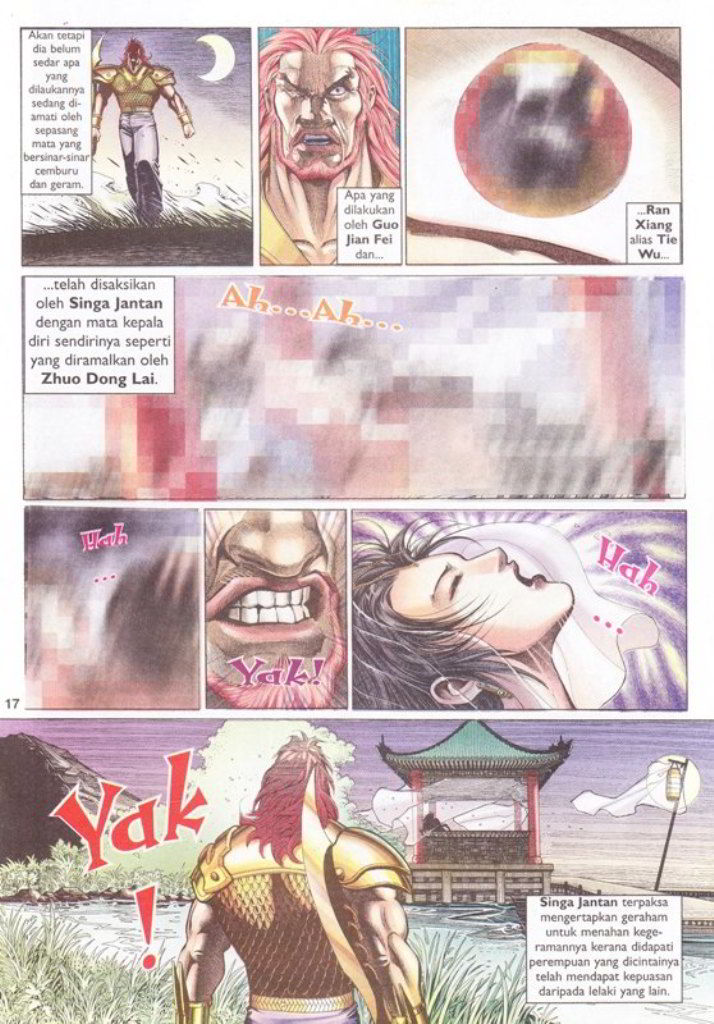 Akan tetapi
dia belum
sedar apa
yang
dilaukannya
sedang di-
amati oleh
sepasang
mata yang
bersinar-sinar
cemburu
dan geram.
Apa yang
dilakukan
oleh Guo
Jian Fei
dan...
...Ran
Xiang
alias Tie
Wu...
...telah disaksikan
oleh Singa Jantan
dengan mata kepala
diri sendirinya seperti
yang diramalkan oleh
Zhuo Dong Lai.
Ah...Ah...
Hah
...
Yak!
Hah
...
17
Yak
!
Singa Jantan terpaksa
mengertapkan geraham
untuk menahan kege-
ramannya kerana didapati
perempuan yang dicintainya
telah mendapat kepuasan
daripada lelaki yang lain.